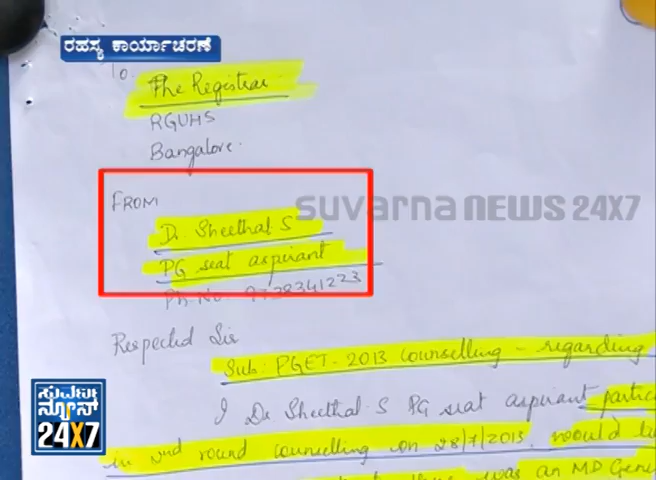 ರಹಸ್ಯ ಕಾರ್ಯಾಚರಣೆ
To.
The Registrar
RGUHS
Bangalore.
FROM
suvarna NEWS 24X7
Dr Sheethal. S
PG seat aspirant
Ph. No.
Respected Sir
Sub: PGET-2013 counselling - regarding
I Dr Sheethal. S PG seat aspirant
in round counselling on 28/7/2013. would
was an MD
ಸುವರ್ಣ
ನ್ಯೂಸ್
24X7